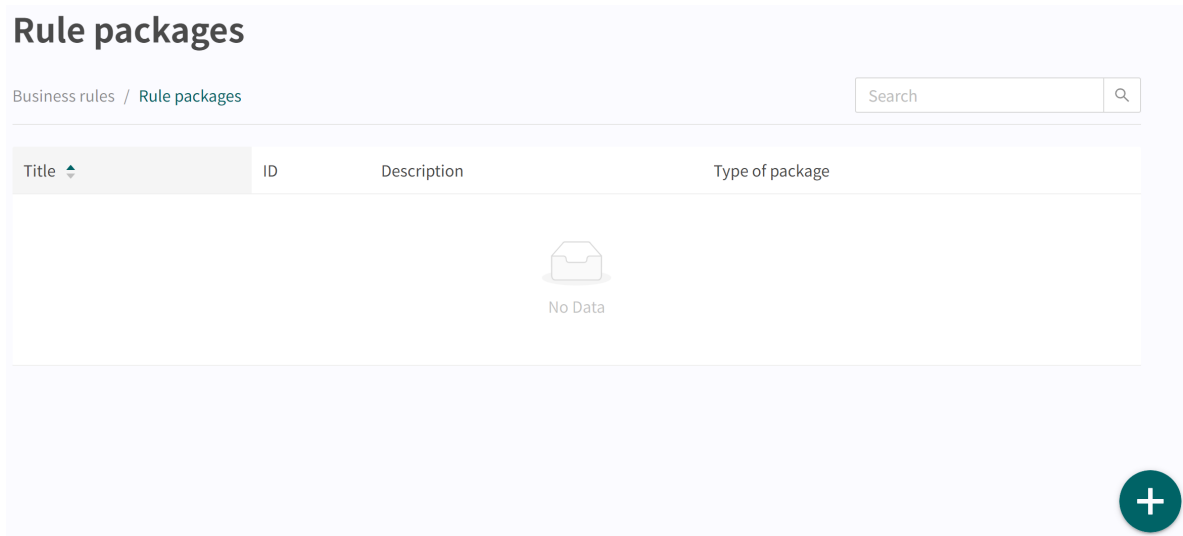 Rule packages
Business rules / Rule packages
Search
Title ID Description Type of package
No Data